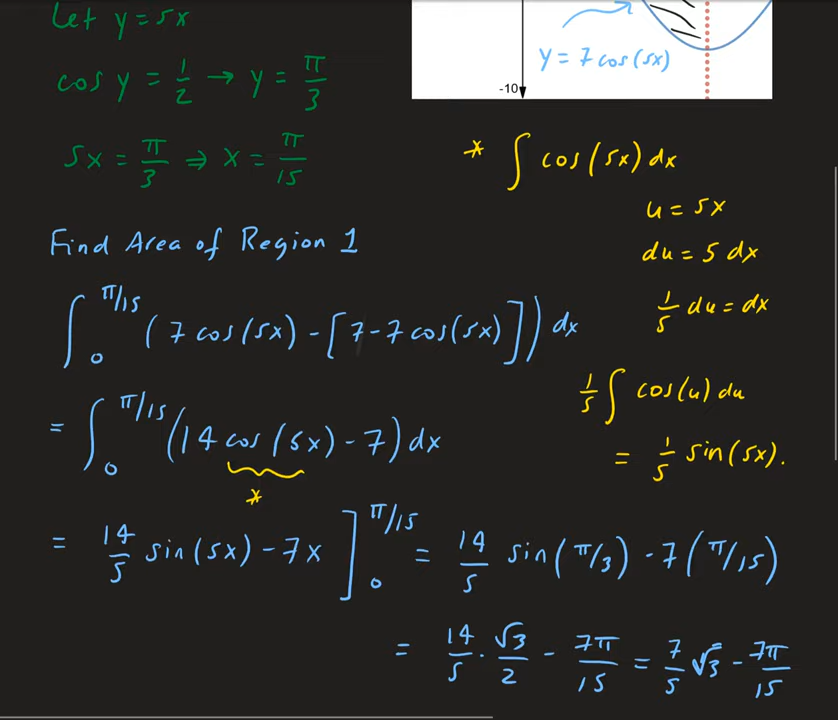 Let y = 5x
cos y = 1/2 → y = π/3
5x = π/3 ⇒ x = π/15
y = 7 cos(5x)
-10
* ∫ cos(5x) dx
u = 5x
du = 5 dx
1/5 du = dx
1/5 ∫ cos(u) du
= 1/5 sin(5x).
Find Area of Region 1
∫₀^π/15 (7 cos(5x) - [7 - 7 cos(5x)]) dx
= ∫₀^π/15 (14 cos(5x) - 7) dx
*
= 14/5 sin(5x) - 7x ]₀^π/15 = 14/5 sin(π/3) - 7(π/15)
= 14/5 · √3/2 - 7π/15 = 7/5 √3 - 7π/15